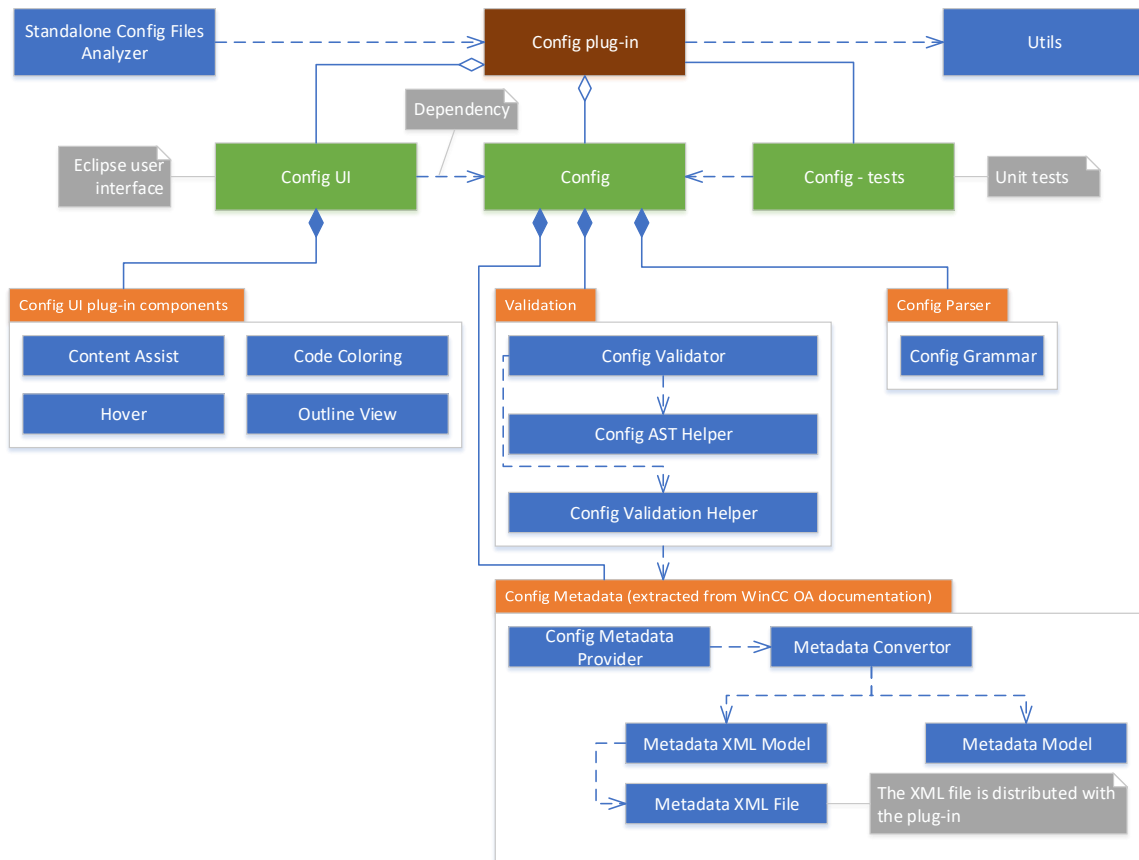 Standalone Config Files
Analyzer
Config plug-in
Utils
Dependency
Eclipse user
interface
Config UI
Config
Config - tests
Unit tests
Config UI plug-in components
Content Assist
Code Coloring
Hover
Outline View
Validation
Config Validator
Config AST Helper
Config Validation Helper
Config Parser
Config Grammar
Config Metadata (extracted from WinCC OA documentation)
Config Metadata
Provider
Metadata Convertor
Metadata XML Model
Metadata Model
Metadata XML File
The XML file is distributed with
the plug-in